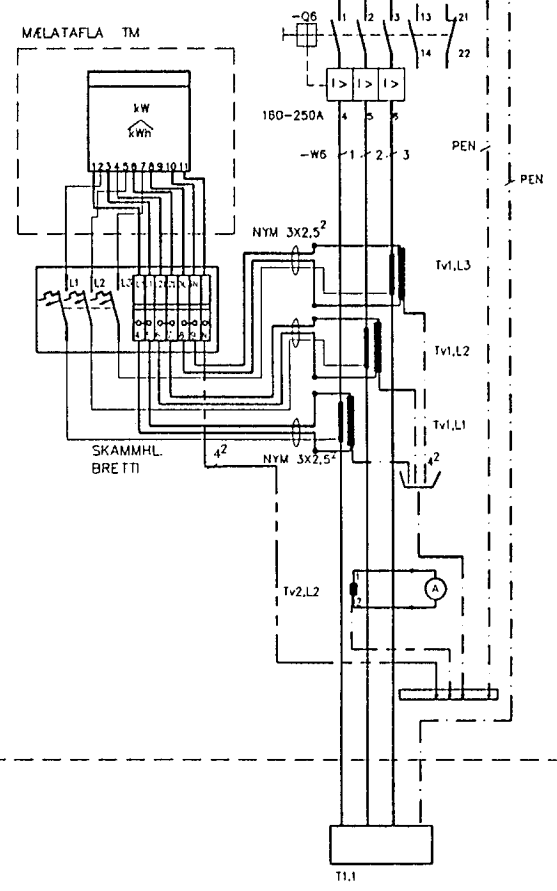 -Q6
1 2 3 13 21
14 22
MÆLATAFLA TM
I> I> I>
160-250A 4 5 6
kW
kWh
-W6 1 2 3
PEN
PEN
1 2 3 4 5 6 7 8 9 10 11
NYM 3X2,5²
Tv1,L3
L1 L2 L3
Tv1,L2
Tv1,L1
SKAMMHL.
BRETTI
4²
NYM 3X2,5²
4²
Tv2,L2
1
2
A
T1.1